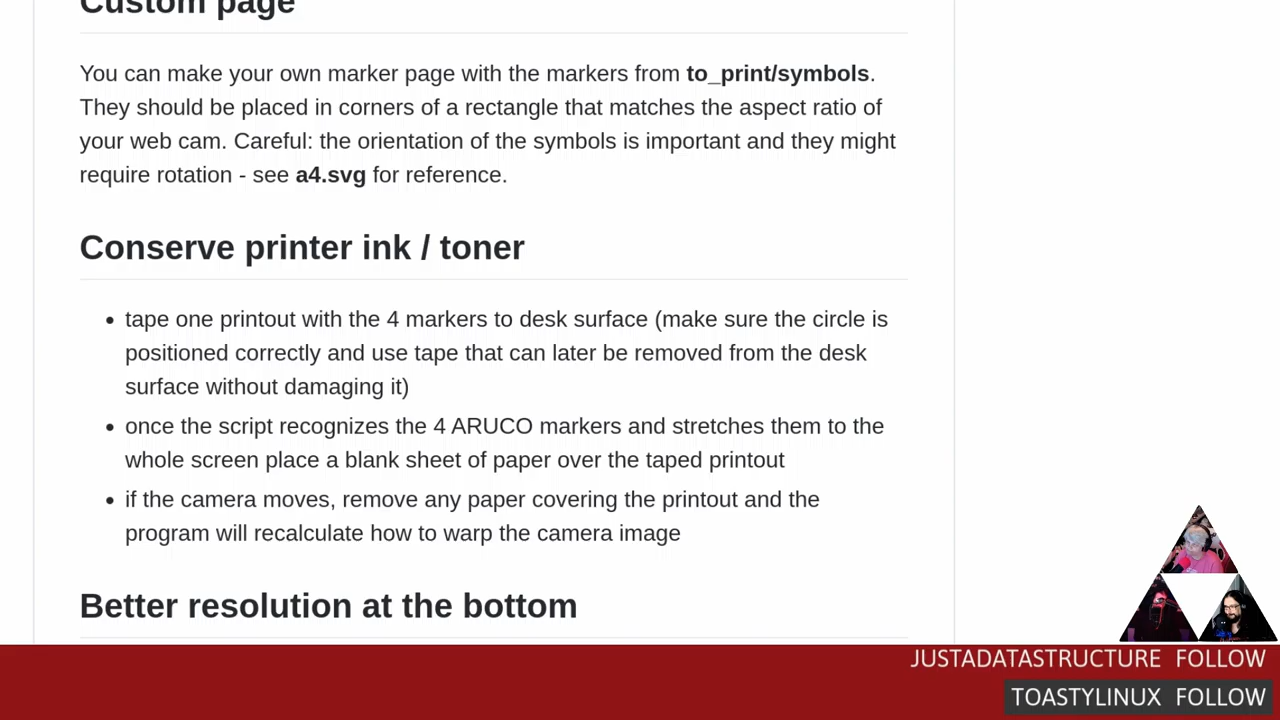 Custom page
You can make your own marker page with the markers from to_print/symbols.
They should be placed in corners of a rectangle that matches the aspect ratio of
your web cam. Careful: the orientation of the symbols is important and they might
require rotation - see a4.svg for reference.
Conserve printer ink / toner
• tape one printout with the 4 markers to desk surface (make sure the circle is
positioned correctly and use tape that can later be removed from the desk
surface without damaging it)
• once the script recognizes the 4 ARUCO markers and stretches them to the
whole screen place a blank sheet of paper over the taped printout
• if the camera moves, remove any paper covering the printout and the
program will recalculate how to warp the camera image
Better resolution at the bottom
JUSTADATASTRUCTURE FOLLOW
TOASTYLINUX FOLLOW